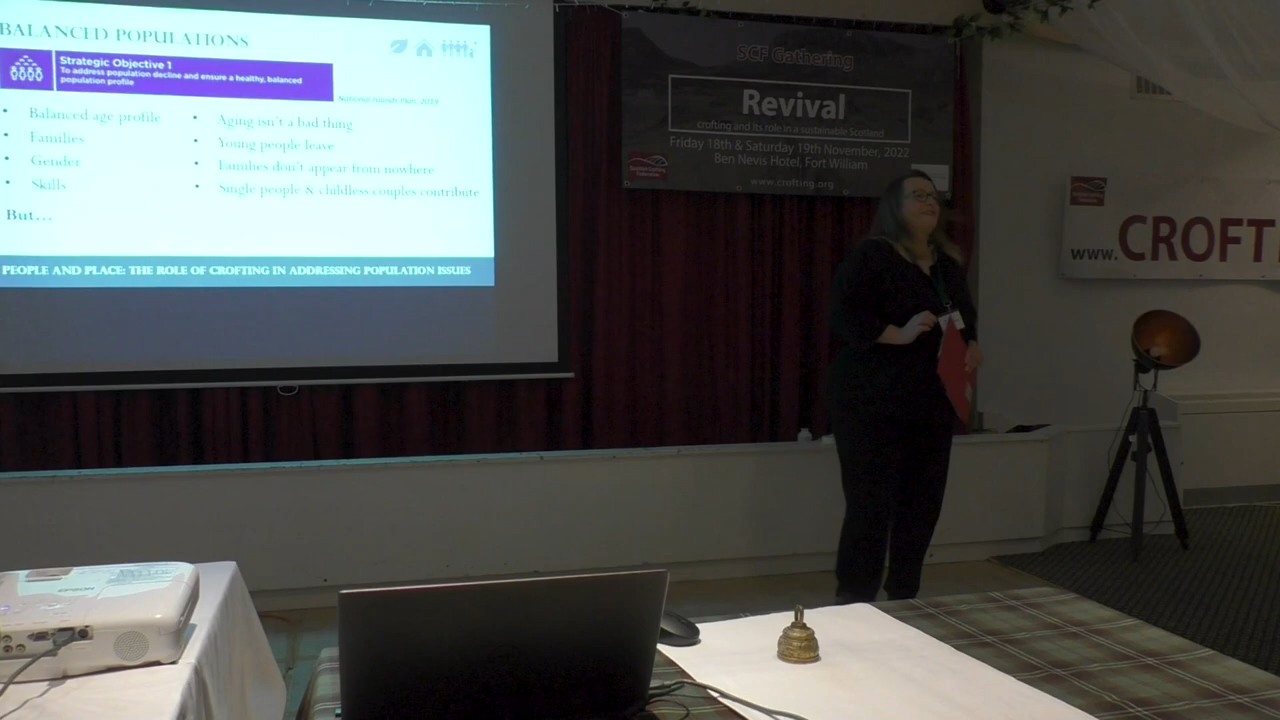 BALANCED POPULATIONS
Strategic Objective 1
To address population decline and ensure a healthy, balanced
population profile
National Islands Plan, 2019
• Balanced age profile
• Families
• Gender
• Skills
But...
• Aging isn't a bad thing
• Young people leave
• Families don't appear from nowhere
• Single people & childless couples contribute
PEOPLE AND PLACE: THE ROLE OF CROFTING IN ADDRESSING POPULATION ISSUES
SCF Gathering
Revival
crofting and its role in a sustainable Scotland
Friday 18th & Saturday 19th November, 2022
Ben Nevis Hotel, Fort William
www.crofting.org
Scottish Crofting
Federation
www.CROFT
EPSON